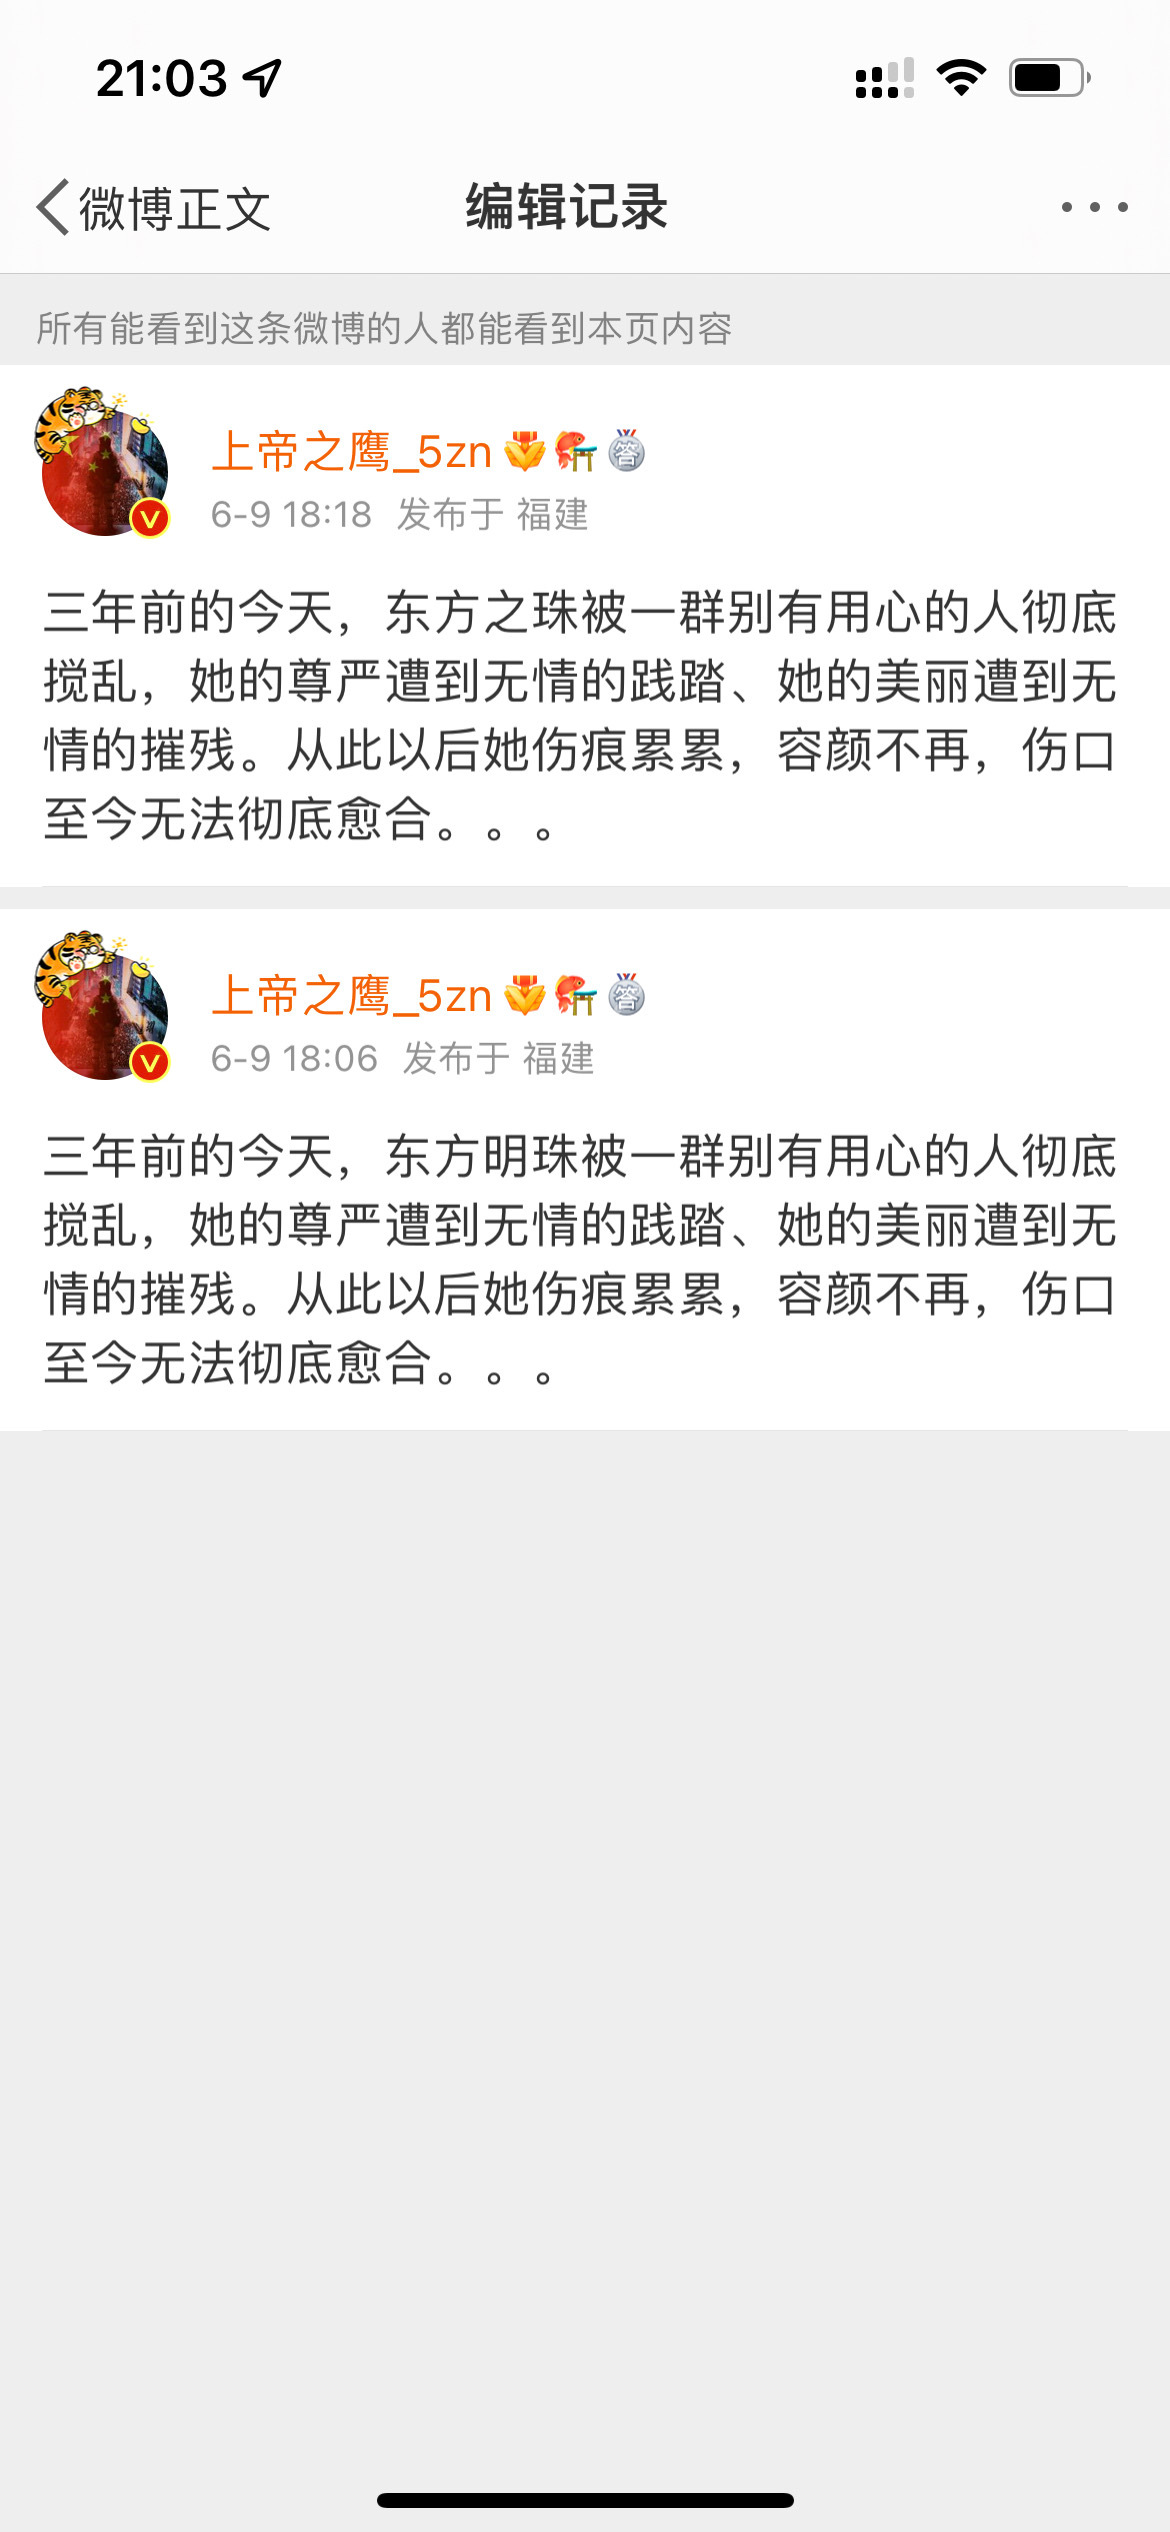 21:03
微博正文
编辑记录
所有能看到这条微博的人都能看到本页内容
上帝之鹰_5zn
答
6-9 18:18 发布于 福建
三年前的今天，东方之珠被一群别有用心的人彻底
搅乱，她的尊严遭到无情的践踏、她的美丽遭到无
情的摧残。从此以后她伤痕累累，容颜不再，伤口
至今无法彻底愈合。。。
上帝之鹰_5zn
答
6-9 18:06 发布于 福建
三年前的今天，东方明珠被一群别有用心的人彻底
搅乱，她的尊严遭到无情的践踏、她的美丽遭到无
情的摧残。从此以后她伤痕累累，容颜不再，伤口
至今无法彻底愈合。。。